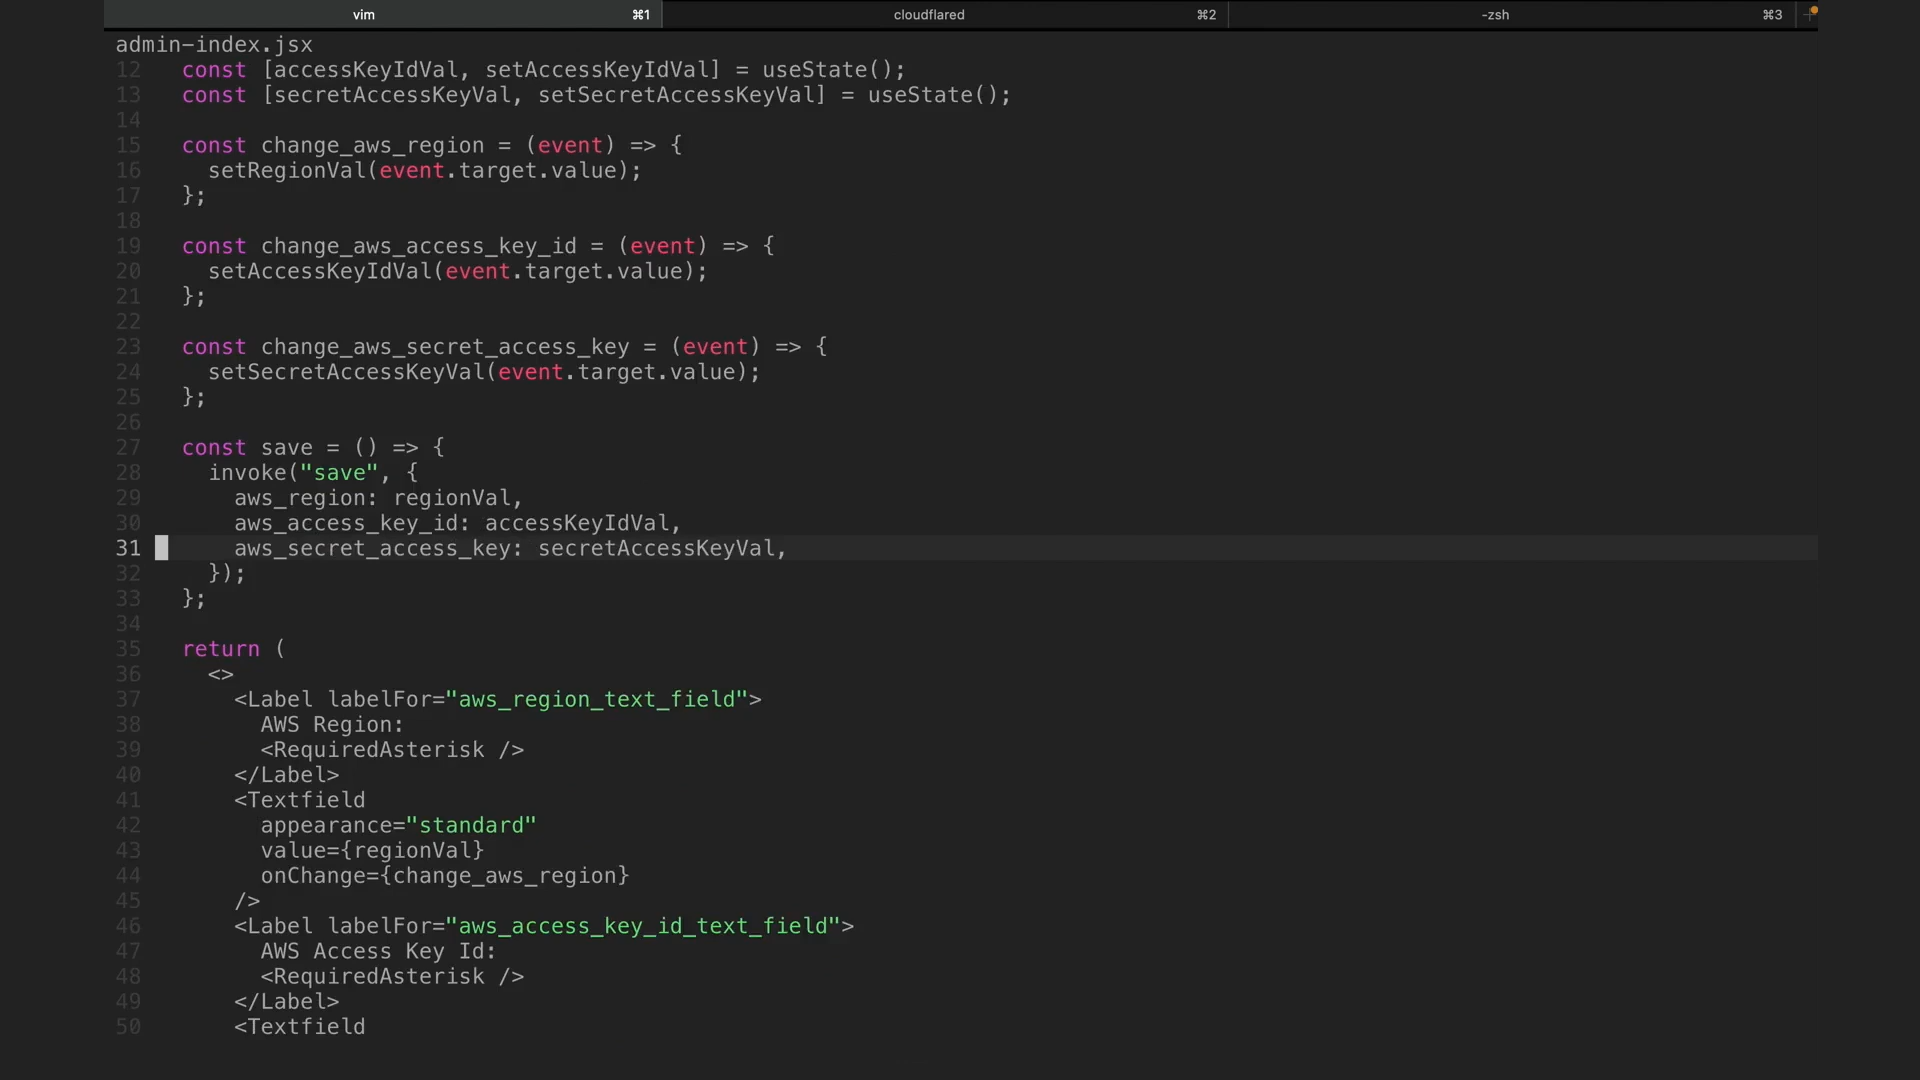 vim ⌘1 cloudflared ⌘2 -zsh ⌘3
admin-index.jsx
12 const [accessKeyIdVal, setAccessKeyIdVal] = useState();
13 const [secretAccessKeyVal, setSecretAccessKeyVal] = useState();
14
15 const change_aws_region = (event) => {
16 setRegionVal(event.target.value);
17 };
18
19 const change_aws_access_key_id = (event) => {
20 setAccessKeyIdVal(event.target.value);
21 };
22
23 const change_aws_secret_access_key = (event) => {
24 setSecretAccessKeyVal(event.target.value);
25 };
26
27 const save = () => {
28 invoke("save", {
29 aws_region: regionVal,
30 aws_access_key_id: accessKeyIdVal,
31 aws_secret_access_key: secretAccessKeyVal,
32 });
33 };
34
35 return (
36 <>
37 <Label labelFor="aws_region_text_field">
38 AWS Region:
39 <RequiredAsterisk />
40 </Label>
41 <Textfield
42 appearance="standard"
43 value={regionVal}
44 onChange={change_aws_region}
45 />
46 <Label labelFor="aws_access_key_id_text_field">
47 AWS Access Key Id:
48 <RequiredAsterisk />
49 </Label>
50 <Textfield